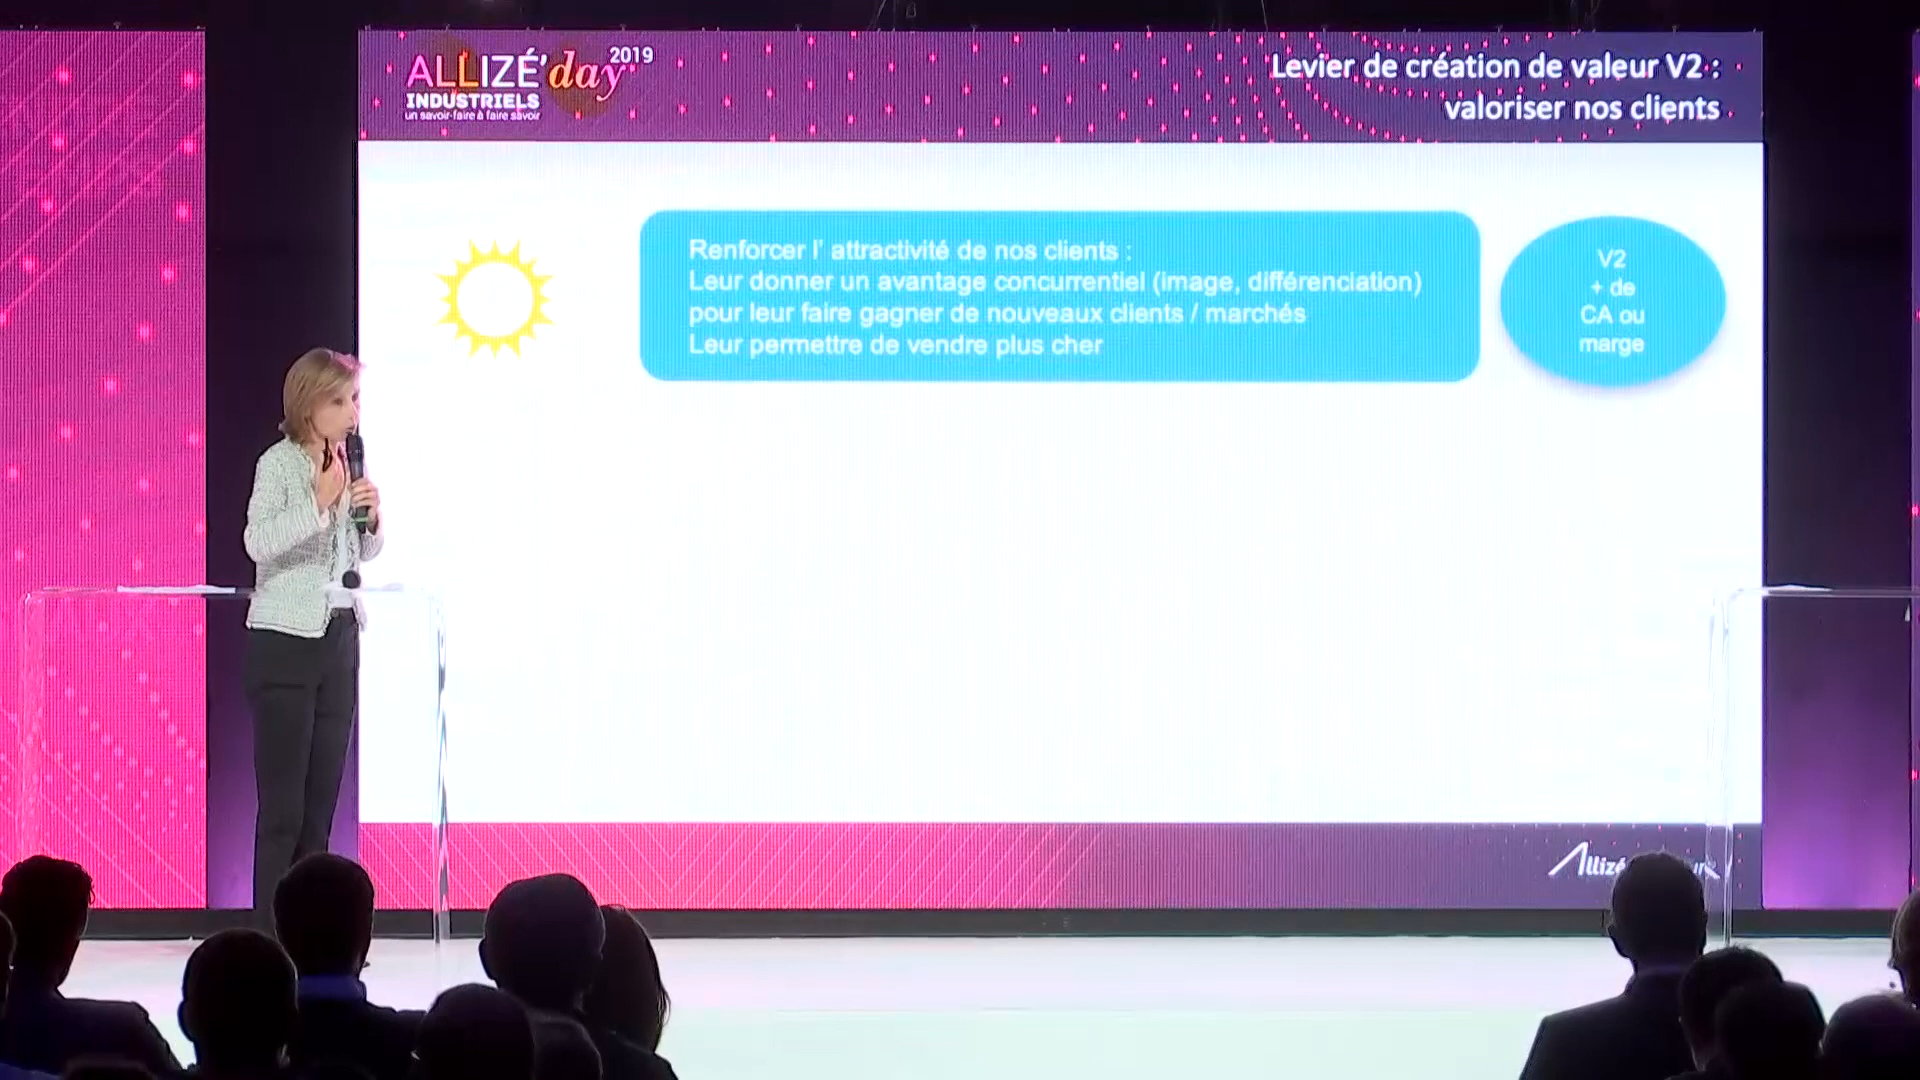 ALLIZÉ'day 2019
INDUSTRIELS
un savoir-faire à faire savoir
Levier de création de valeur V2 :
valoriser nos clients
Renforcer l' attractivité de nos clients :
Leur donner un avantage concurrentiel (image, différenciation)
pour leur faire gagner de nouveaux clients / marchés
Leur permettre de vendre plus cher
V2
+ de
CA ou
marge